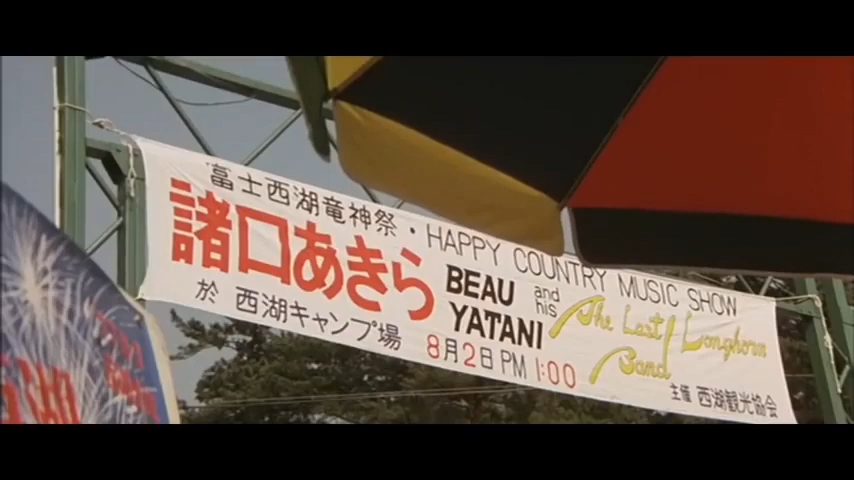 富士西湖竜神祭・HAPPY COUNTRY MUSIC SHOW
諸口あきら
BEAU YATANI
and his
The Last Longhorn Band
於 西湖キャンプ場
8月2日 PM 1:00
主催 西湖観光協会